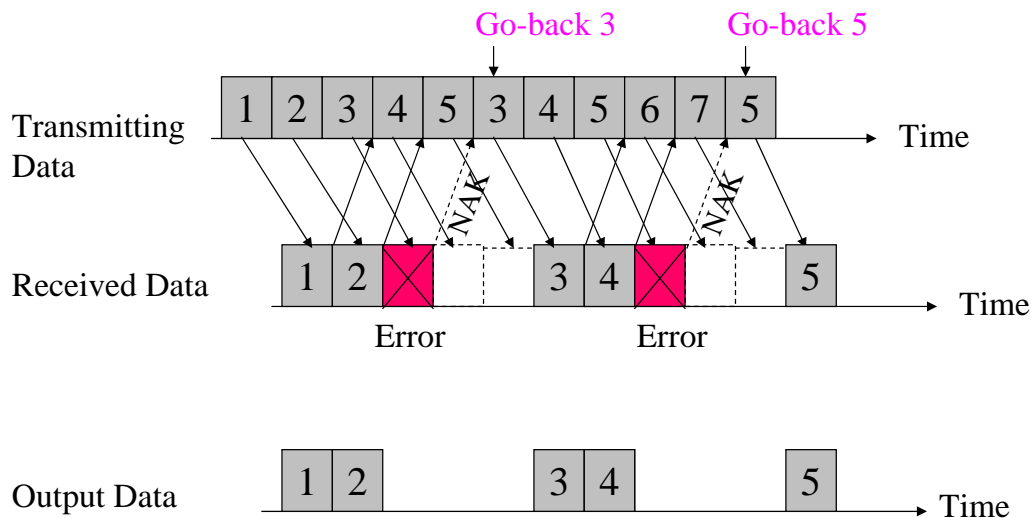 Go-back 3 Go-back 5
1 2 3 4 5 3 4 5 6 7 5
Transmitting
Data
Time
NAK NAK
Received Data
1 2 3 4 5
Time
Error Error
Output Data
1 2 3 4 5
Time